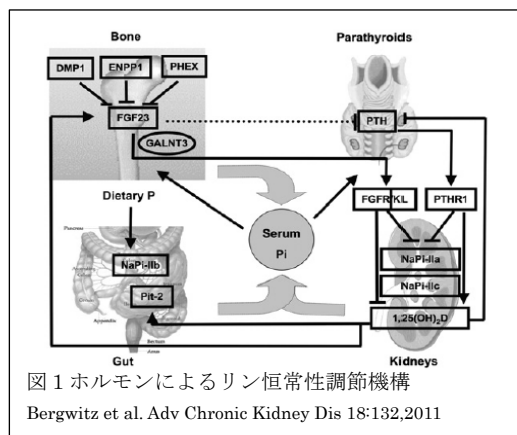 Bone
Parathyroids
DMP1
ENPP1
PHEX
FGF23
PTH
GALNT3
Dietary P
FGFR/KL
PTHR1
Serum
Pi
NaPi-IIb
NaPi-IIa
NaPi-IIc
Pit-2
1,25(OH)₂D
Gut
Kidneys
図1ホルモンによるリン恒常性調節機構
Bergwitz et al. Adv Chronic Kidney Dis 18:132,2011